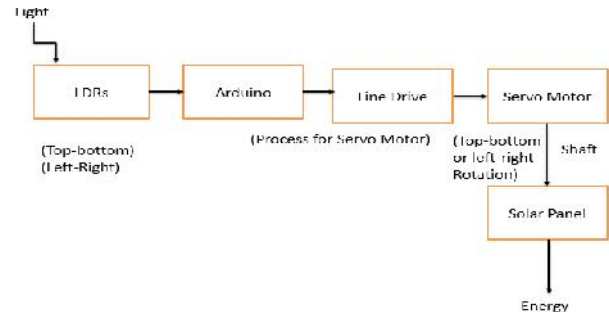 Light
LDRs
Arduino
Line Drive
Servo Motor
(Top-bottom)
(Left-Right)
(Process for Servo Motor)
(Top-bottom
or left-right
Rotation)
Shaft
Solar Panel
Energy